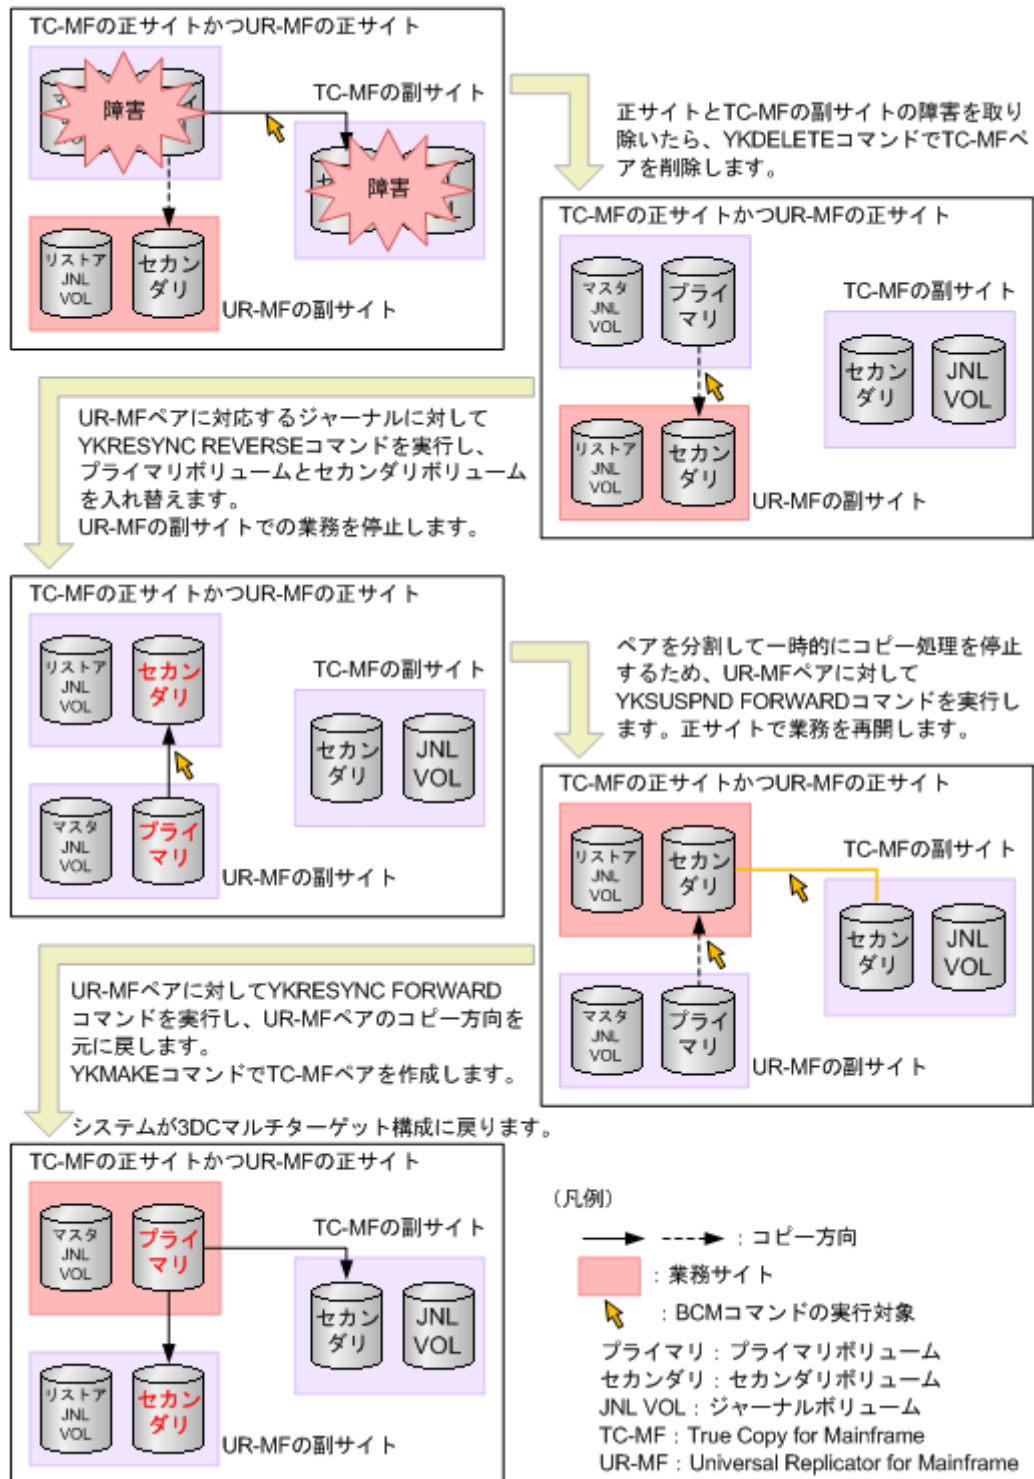 TC-MFの正サイトかつUR-MFの正サイト
障害
TC-MFの副サイト
障害
リストア
JNL
VOL
セカン
ダリ
UR-MFの副サイト
正サイトとTC-MFの副サイトの障害を取り
除いたら、YKDELETEコマンドでTC-MFペ
アを削除します。
TC-MFの正サイトかつUR-MFの正サイト
マスタ
JNL
VOL
プライ
マリ
TC-MFの副サイト
セカン
ダリ
JNL
VOL
リストア
JNL
VOL
セカン
ダリ
UR-MFの副サイト
UR-MFペアに対応するジャーナルに対して
YKRESYNC REVERSEコマンドを実行し、
プライマリボリュームとセカンダリボリューム
を入れ替えます。
UR-MFの副サイトでの業務を停止します。
TC-MFの正サイトかつUR-MFの正サイト
リストア
JNL
VOL
セカン
ダリ
TC-MFの副サイト
セカン
ダリ
JNL
VOL
マスタ
JNL
VOL
プライ
マリ
UR-MFの副サイト
ペアを分割して一時的にコピー処理を停止
するため、UR-MFペアに対して
YKSUSPND FORWARDコマンドを実行し
ます。正サイトで業務を再開します。
TC-MFの正サイトかつUR-MFの正サイト
リストア
JNL
VOL
セカン
ダリ
TC-MFの副サイト
セカン
ダリ
JNL
VOL
マスタ
JNL
VOL
プライ
マリ
UR-MFの副サイト
UR-MFペアに対してYKRESYNC FORWARD
コマンドを実行し、UR-MFペアのコピー方向を
元に戻します。
YKMAKEコマンドでTC-MFペアを作成します。
システムが3DCマルチターゲット構成に戻ります。
TC-MFの正サイトかつUR-MFの正サイト
マスタ
JNL
VOL
プライ
マリ
TC-MFの副サイト
セカン
ダリ
JNL
VOL
リストア
JNL
VOL
セカン
ダリ
UR-MFの副サイト
(凡例)
：コピー方向
：業務サイト
：BCMコマンドの実行対象
プライマリ：プライマリボリューム
セカンダリ：セカンダリボリューム
JNL VOL：ジャーナルボリューム
TC-MF：True Copy for Mainframe
UR-MF：Universal Replicator for Mainframe